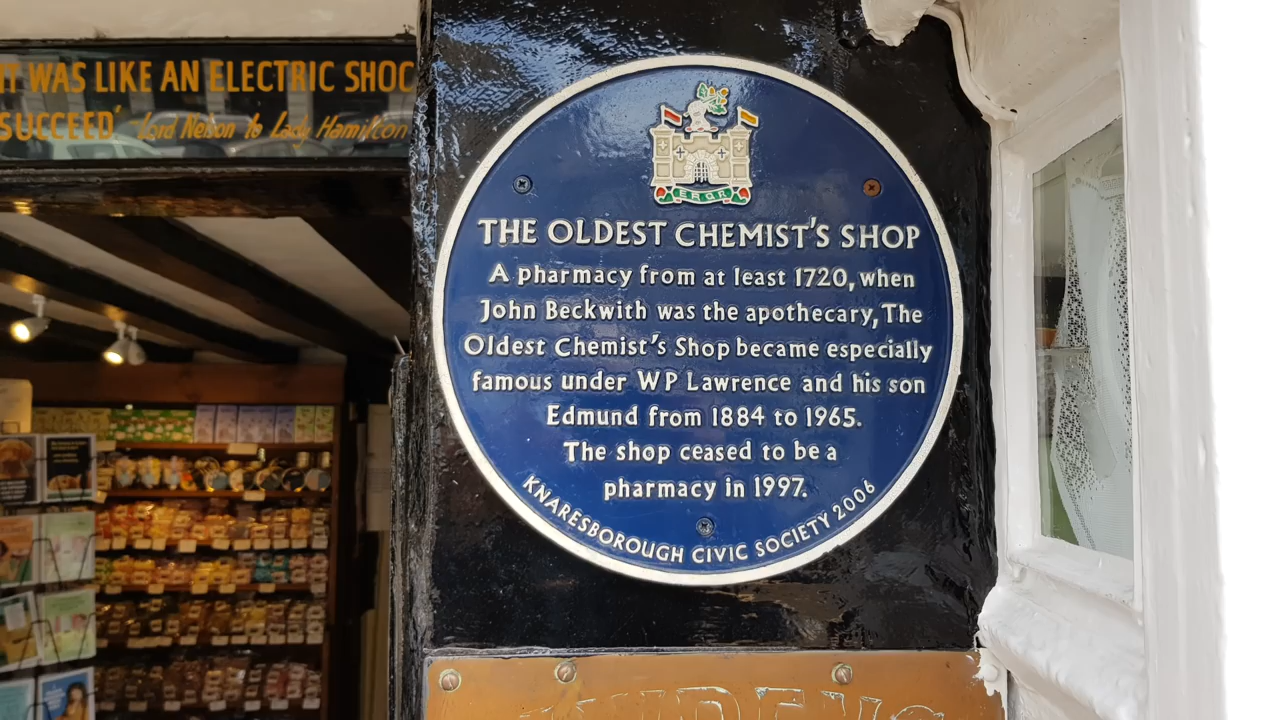 IT WAS LIKE AN ELECTRIC SHOC
SUCCEED' Lord Nelson to Lady Hamilton
THE OLDEST CHEMIST'S SHOP
A pharmacy from at least 1720, when
John Beckwith was the apothecary, The
Oldest Chemist's Shop became especially
famous under WP Lawrence and his son
Edmund from 1884 to 1965.
The shop ceased to be a
pharmacy in 1997.
KNARESBOROUGH CIVIC SOCIETY 2006